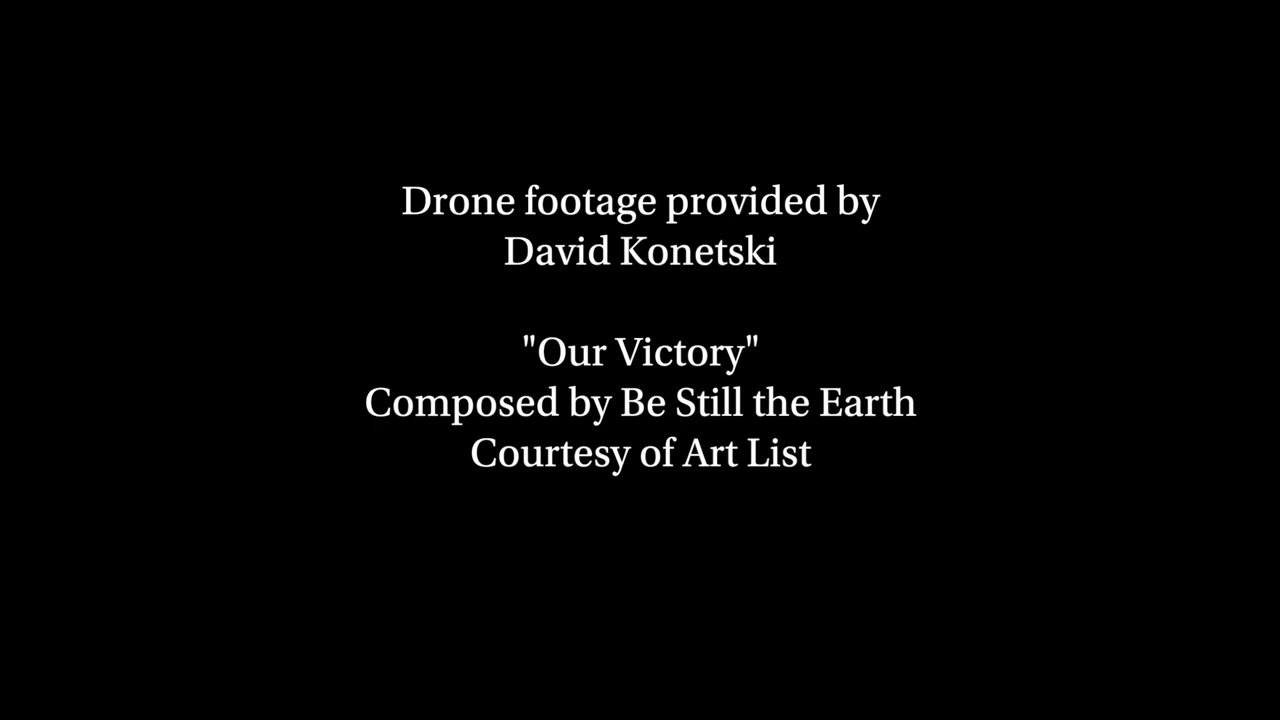 Drone footage provided by
David Konetski
"Our Victory"
Composed by Be Still the Earth
Courtesy of Art List